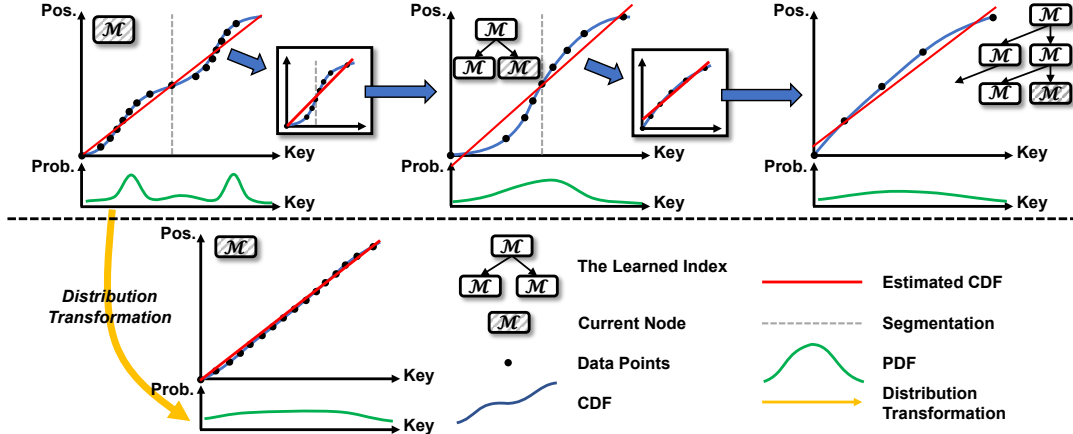 Pos.
ℳ
Key
Prob.
Key
Pos.
ℳ
ℳ ℳ
Key
Prob.
Key
Pos.
ℳ
ℳ ℳ
ℳ ℳ
Key
Prob.
Key
Distribution
Transformation
Pos.
ℳ
Key
Prob.
Key
ℳ
ℳ ℳ
The Learned Index
ℳ
Current Node
Data Points
CDF
Estimated CDF
Segmentation
PDF
Distribution
Transformation